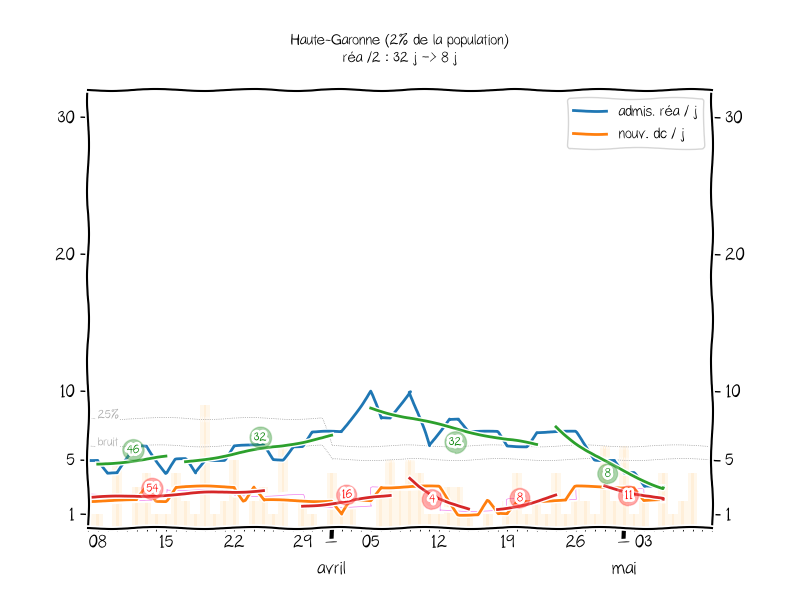 Haute-Garonne (2% de la population)
réa /2 : 32 j -> 8 j
admis. réa / j
nouv. dc / j
30 30
20 20
10 10
25%
bruit
5 5
46 32 32 8
54 16 4 8 11
1 1
08 15 22 29 05 12 19 26 03
avril mai